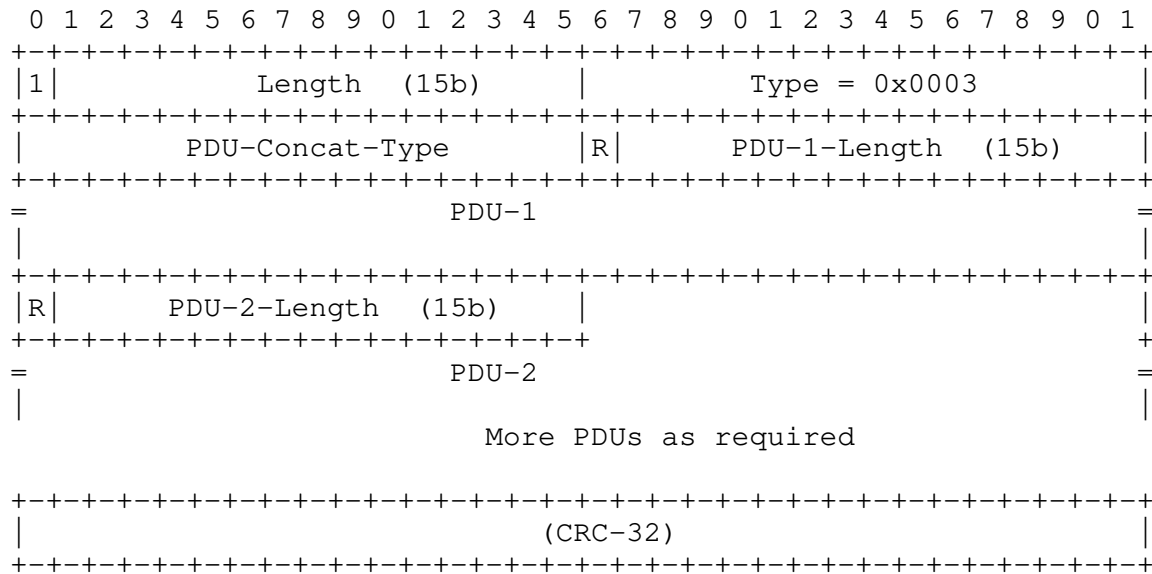 0 1 2 3 4 5 6 7 8 9 0 1 2 3 4 5 6 7 8 9 0 1 2 3 4 5 6 7 8 9 0 1
+-+-+-+-+-+-+-+-+-+-+-+-+-+-+-+-+-+-+-+-+-+-+-+-+-+-+-+-+-+-+-+-+
|1|           Length  (15b)       |         Type = 0x0003         |
+-+-+-+-+-+-+-+-+-+-+-+-+-+-+-+-+-+-+-+-+-+-+-+-+-+-+-+-+-+-+-+-+
|         PDU-Concat-Type       |R|      PDU-1-Length  (15b)    |
+-+-+-+-+-+-+-+-+-+-+-+-+-+-+-+-+-+-+-+-+-+-+-+-+-+-+-+-+-+-+-+-+
=                        PDU-1                                  =
|                                                               |
+-+-+-+-+-+-+-+-+-+-+-+-+-+-+-+-+-+-+-+-+-+-+-+-+-+-+-+-+-+-+-+-+
|R|      PDU-2-Length  (15b)    |                               |
+-+-+-+-+-+-+-+-+-+-+-+-+-+-+-+-+                               +
=                        PDU-2                                  =
|                                                               |
                           More PDUs as required
+-+-+-+-+-+-+-+-+-+-+-+-+-+-+-+-+-+-+-+-+-+-+-+-+-+-+-+-+-+-+-+-+
|                             (CRC-32)                          |
+-+-+-+-+-+-+-+-+-+-+-+-+-+-+-+-+-+-+-+-+-+-+-+-+-+-+-+-+-+-+-+-+